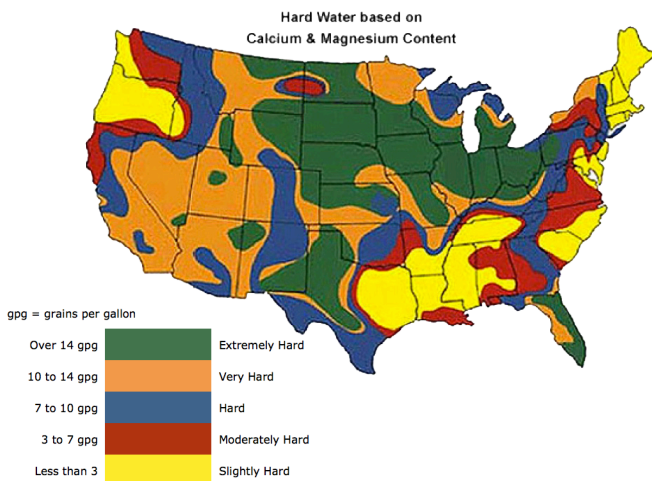 Hard Water based on
Calcium & Magnesium Content
gpg = grains per gallon
Over 14 gpg Extremely Hard
10 to 14 gpg Very Hard
7 to 10 gpg Hard
3 to 7 gpg Moderately Hard
Less than 3 Slightly Hard